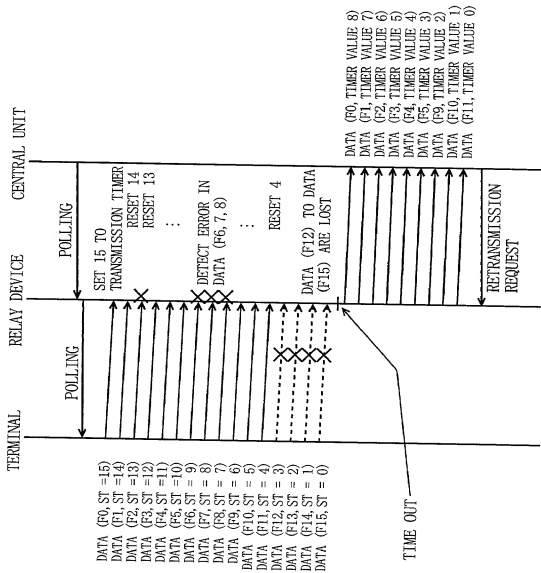 TERMINAL
RELAY DEVICE
CENTRAL UNIT
POLLING
POLLING
DATA (F0, ST =15)
DATA (F1, ST =14)
DATA (F2, ST =13)
DATA (F3, ST =12)
DATA (F4, ST =11)
DATA (F5, ST =10)
DATA (F6, ST = 9)
DATA (F7, ST = 8)
DATA (F8, ST = 7)
DATA (F9, ST = 6)
DATA (F10, ST = 5)
DATA (F11, ST = 4)
DATA (F12, ST = 3)
DATA (F13, ST = 2)
DATA (F14, ST = 1)
DATA (F15, ST = 0)
SET 15 TO
TRANSMISSION TIMER
RESET 14
RESET 13
DETECT ERROR IN
DATA (F6, 7, 8)
RESET 4
DATA (F12) TO DATA
(F15) ARE LOST
TIME OUT
DATA (F0, TIMER VALUE 8)
DATA (F1, TIMER VALUE 7)
DATA (F2, TIMER VALUE 6)
DATA (F3, TIMER VALUE 5)
DATA (F4, TIMER VALUE 4)
DATA (F5, TIMER VALUE 3)
DATA (F9, TIMER VALUE 2)
DATA (F10, TIMER VALUE 1)
DATA (F11, TIMER VALUE 0)
RETRANSMISSION
REQUEST